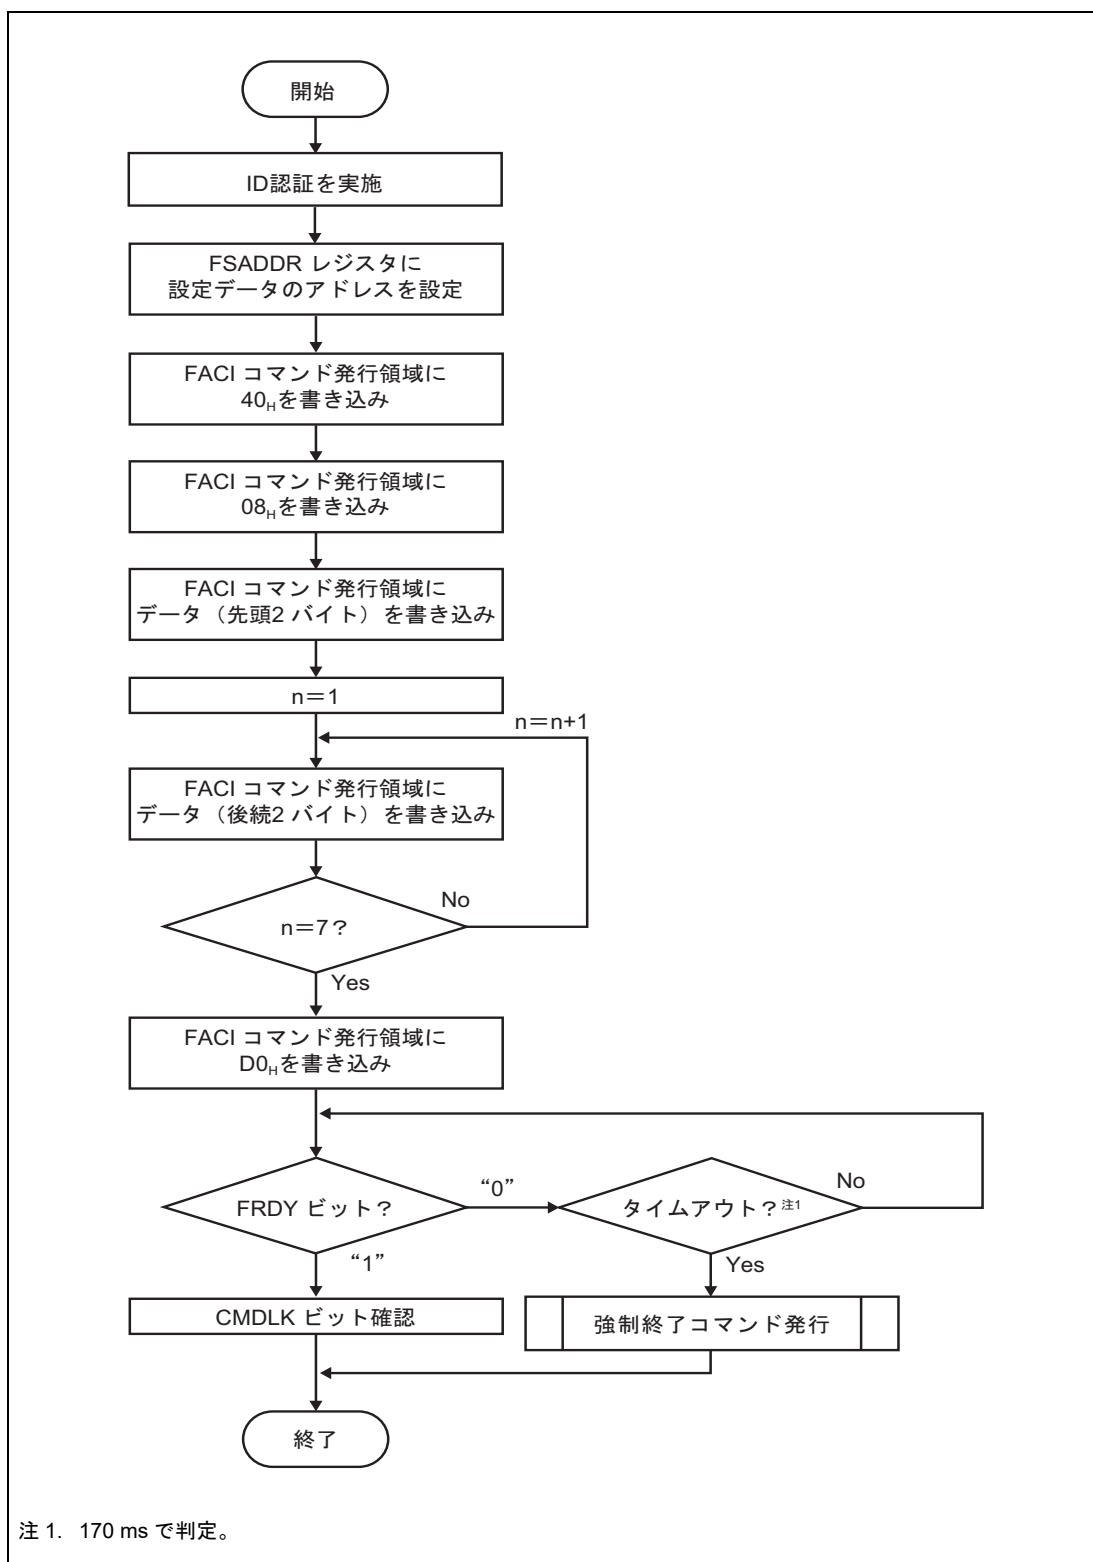 開始
ID認証を実施
FSADDR レジスタに
設定データのアドレスを設定
FACI コマンド発行領域に
40Hを書き込み
FACI コマンド発行領域に
08Hを書き込み
FACI コマンド発行領域に
データ（先頭2 バイト）を書き込み
n＝1
n＝n+1
FACI コマンド発行領域に
データ（後続2 バイト）を書き込み
n＝7？
No
Yes
FACI コマンド発行領域に
D0Hを書き込み
FRDY ビット？
“0”
タイムアウト？注1
No
“1”
Yes
CMDLK ビット確認
強制終了コマンド発行
終了
注 1. 170 ms で判定。